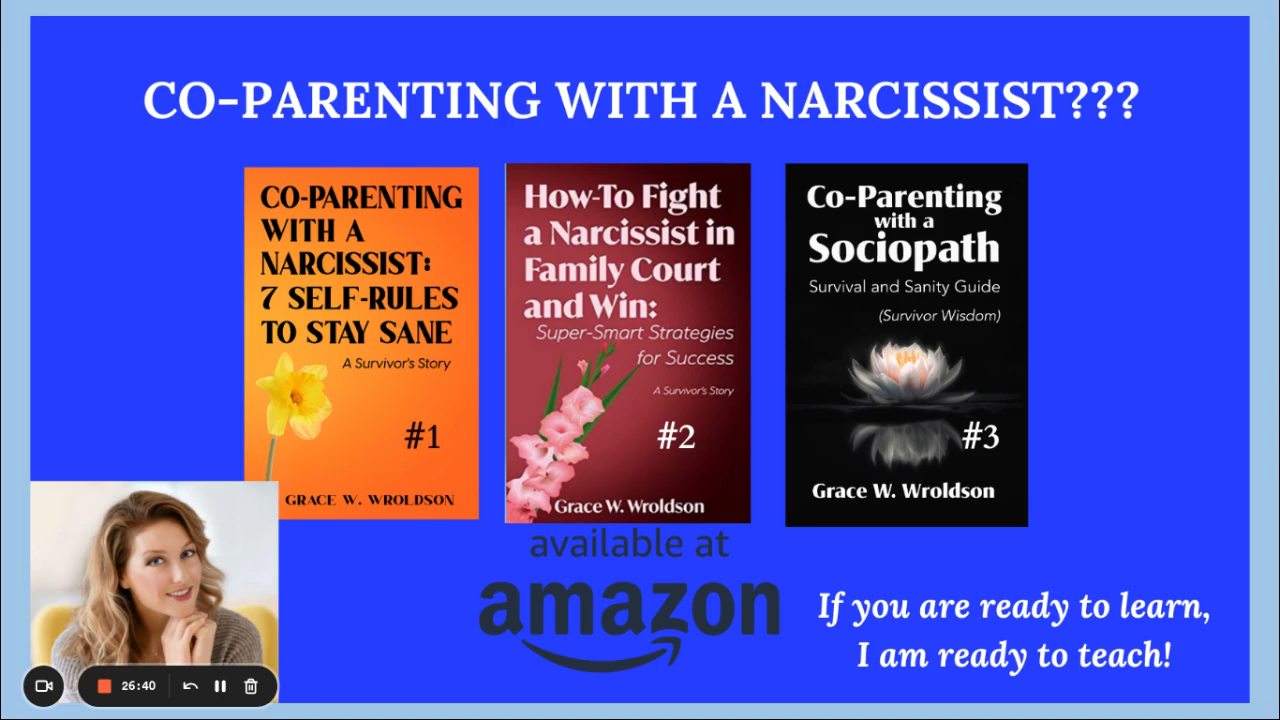 CO-PARENTING WITH A NARCISSIST???
CO-PARENTING
WITH A
NARCISSIST:
7 SELF-RULES
TO STAY SANE
A Survivor's Story
#1
GRACE W. WROLDSON
How-To Fight
a Narcissist in
Family Court
and Win:
Super-Smart Strategies
for Success
A Survivor's Story
#2
Grace W. Wroldson
Co-Parenting
with a
Sociopath
Survival and Sanity Guide
(Survivor Wisdom)
#3
Grace W. Wroldson
available at
amazon
If you are ready to learn,
I am ready to teach!
26:40